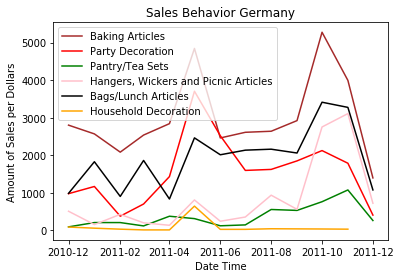 Sales Behavior Germany
Baking Articles
Party Decoration
Pantry/Tea Sets
Hangers, Wickers and Picnic Articles
Bags/Lunch Articles
Household Decoration
Amount of Sales per Dollars
5000
4000
3000
2000
1000
0
2010-12 2011-02 2011-04 2011-06 2011-08 2011-10 2011-12
Date Time